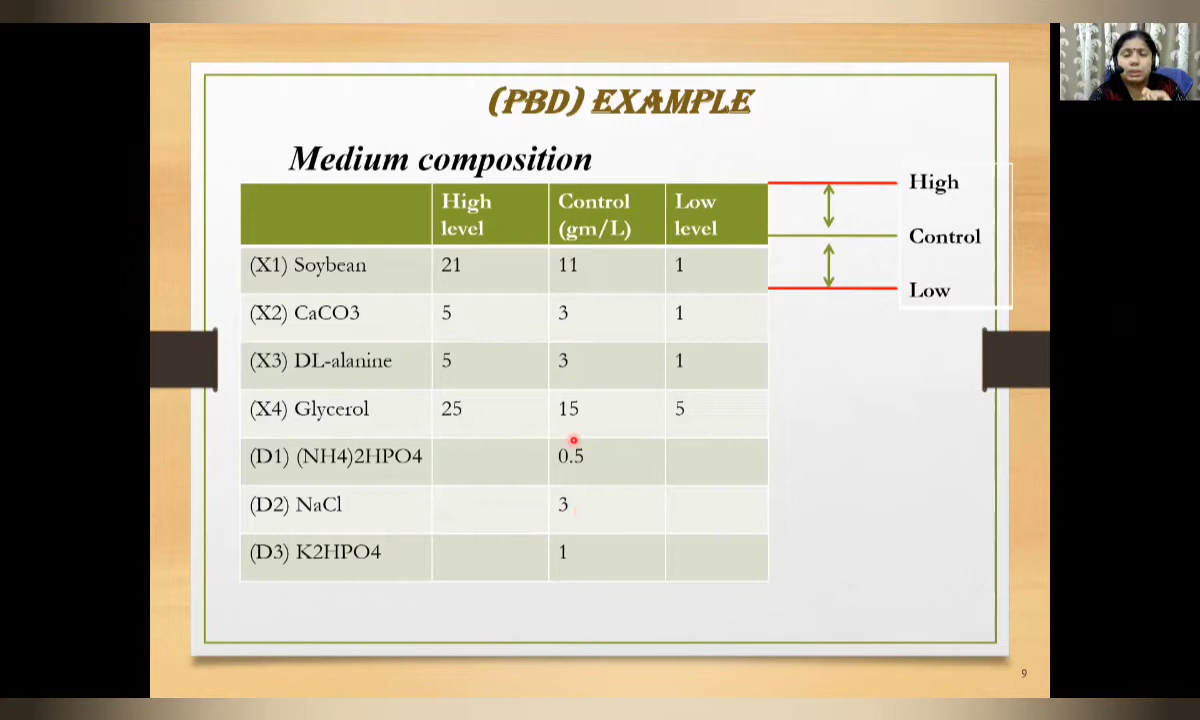 (PBD) EXAMPLE
Medium composition
High level Control (gm/L) Low level
(X1) Soybean 21 11 1
(X2) CaCO3 5 3 1
(X3) DL-alanine 5 3 1
(X4) Glycerol 25 15 5
(D1) (NH4)2HPO4 0.5
(D2) NaCl 3
(D3) K2HPO4 1
High
Control
Low
9